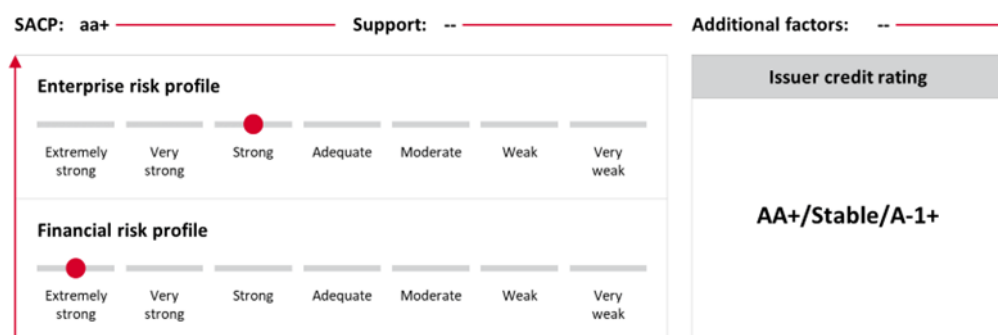 SACP: aa+ Support: -- Additional factors: --
Enterprise risk profile
Extremely strong Very strong Strong Adequate Moderate Weak Very weak
Financial risk profile
Extremely strong Very strong Strong Adequate Moderate Weak Very weak
Issuer credit rating
AA+/Stable/A-1+